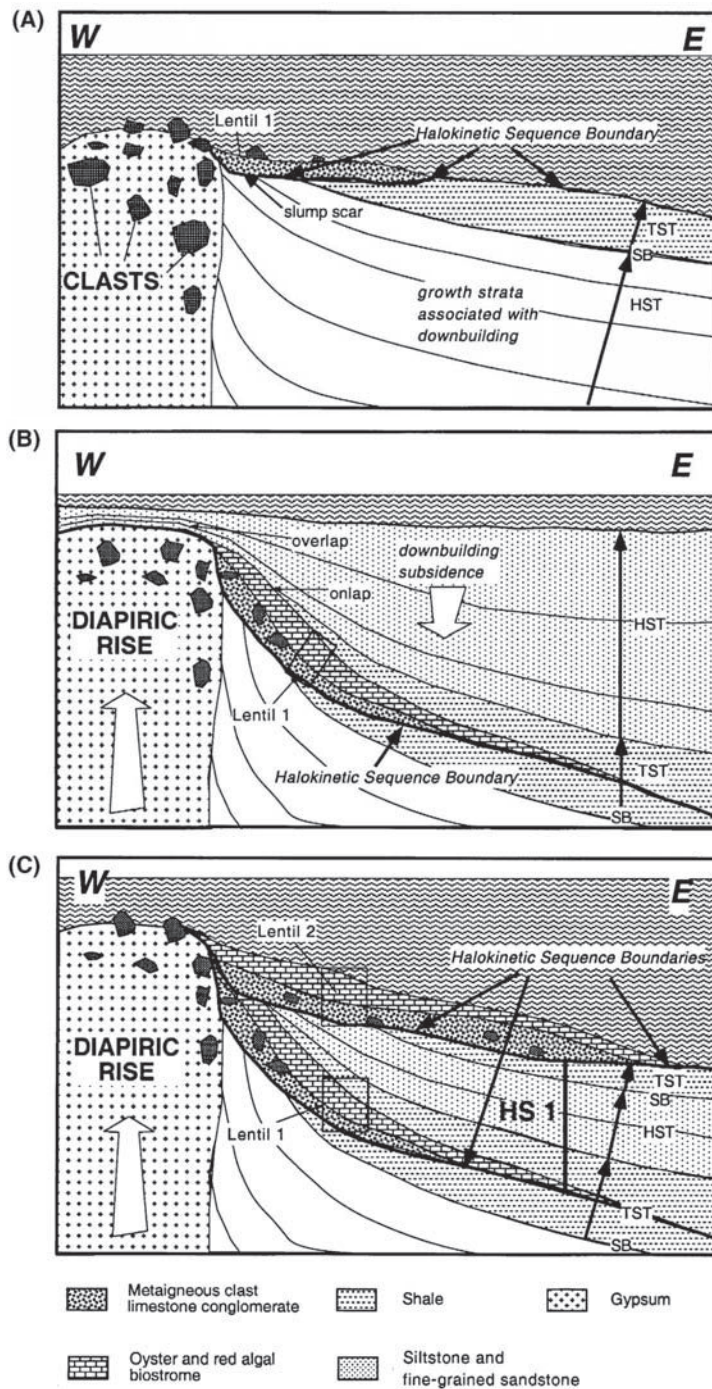 (A)
W
E
Lentil 1
Halokinetic Sequence Boundary
slump scar
CLASTS
TST
SB
HST
growth strata
associated with
downbuilding
(B)
W
E
overlap
downbuilding
subsidence
onlap
DIAPIRIC
RISE
HST
Lentil 1
TST
Halokinetic Sequence Boundary
SB
(C)
W
E
Lentil 2
Halokinetic Sequence Boundaries
DIAPIRIC
RISE
TST
SB
HS 1
HST
Lentil 1
TST
SB
Metaigneous clast
limestone conglomerate
Shale
Gypsum
Oyster and red algal
biostrome
Siltstone and
fine-grained sandstone